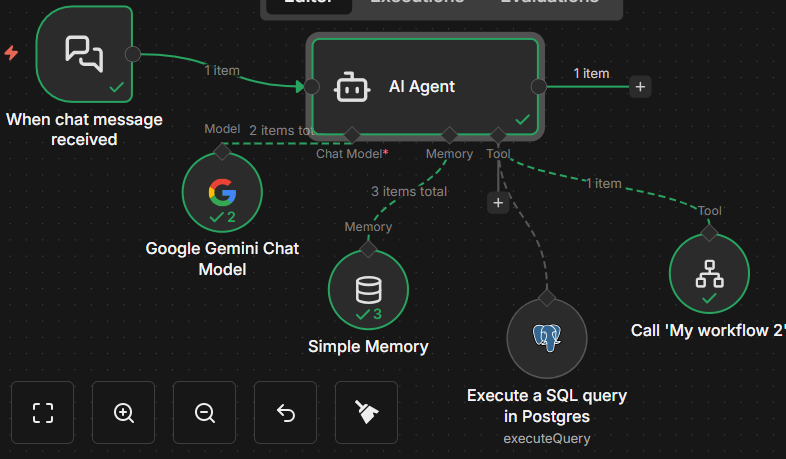 Editor Executions Evaluations
1 item
AI Agent
1 item
When chat message
received
Model
2 items tot
Chat Model*
Memory
Tool
3 items total
1 item
2
Google Gemini Chat
Model
Memory
Tool
3
Simple Memory
Call 'My workflow 2'
Execute a SQL query
in Postgres
executeQuery